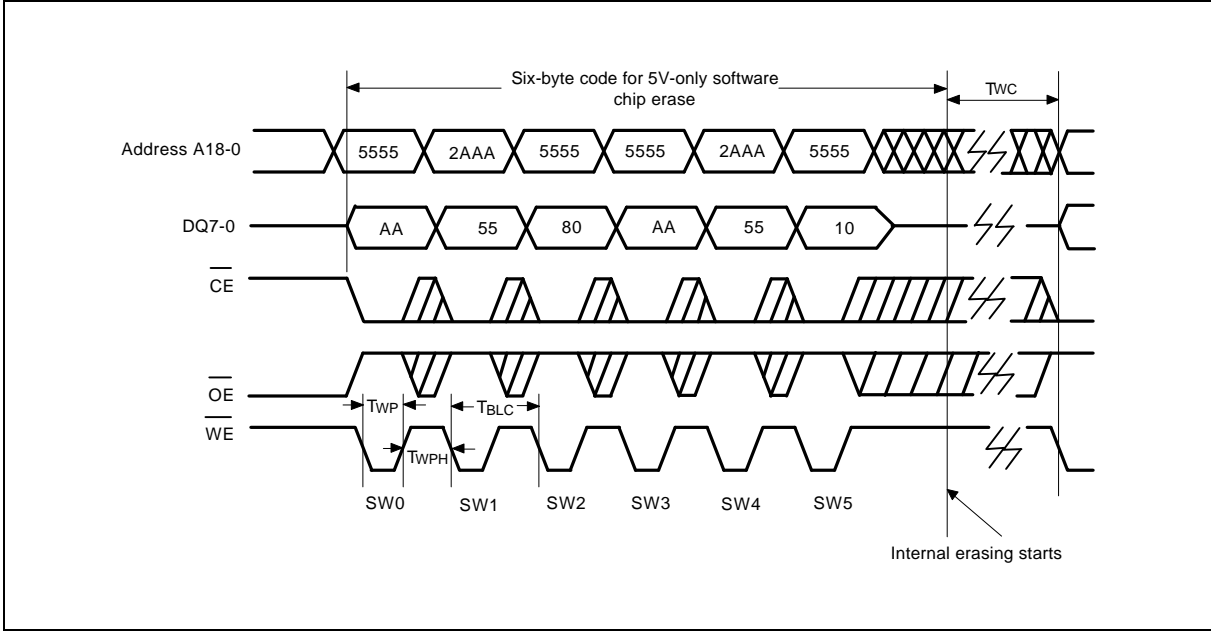 Six-byte code for 5V-only software
chip erase
TWC
Address A18-0
5555 2AAA 5555 5555 2AAA 5555
DQ7-0
AA 55 80 AA 55 10
CE
OE
TWP TBLC
WE
TWPH
SW0 SW1 SW2 SW3 SW4 SW5
Internal erasing starts